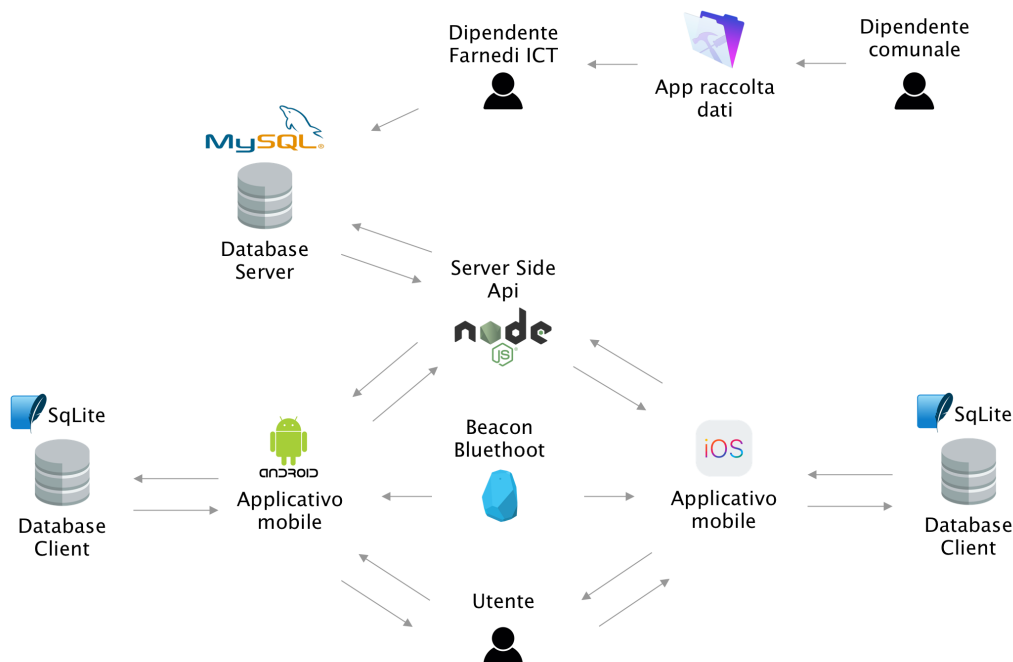 Dipendente
Farnedi ICT
App raccolta
dati
Dipendente
comunale
MySQL®
Database
Server
Server Side
Api
node
JS®
SqLite
Database
Client
ANDROID
Applicativo
mobile
Beacon
Bluethoot
iOS
Applicativo
mobile
SqLite
Database
Client
Utente